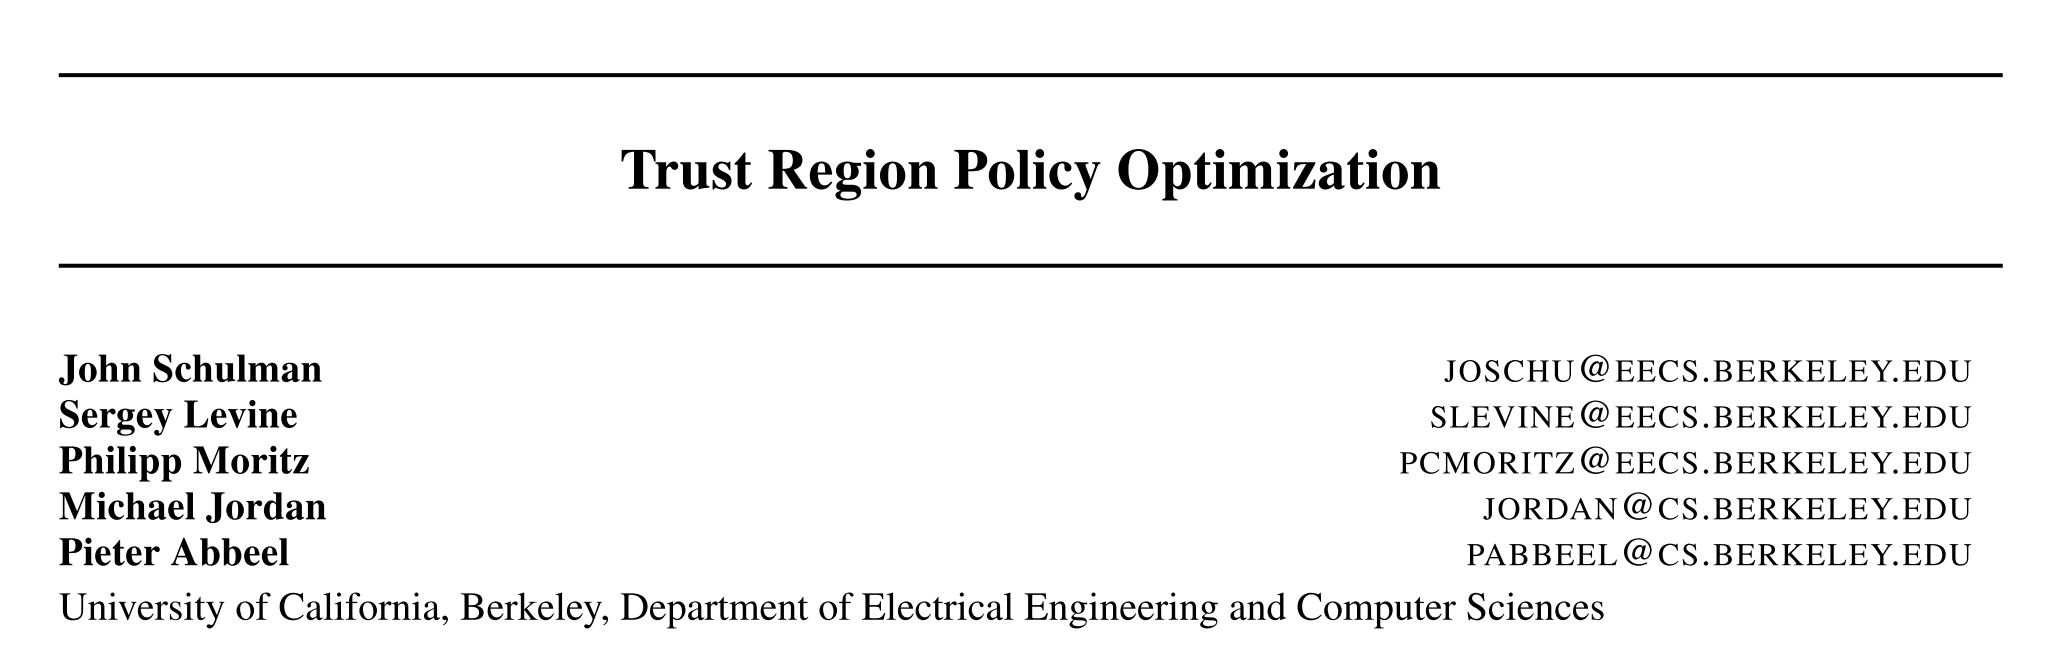 Trust Region Policy Optimization
John Schulman JOSCHU@EECS.BERKELEY.EDU
Sergey Levine SLEVINE@EECS.BERKELEY.EDU
Philipp Moritz PCMORITZ@EECS.BERKELEY.EDU
Michael Jordan JORDAN@CS.BERKELEY.EDU
Pieter Abbeel PABBEEL@CS.BERKELEY.EDU
University of California, Berkeley, Department of Electrical Engineering and Computer Sciences